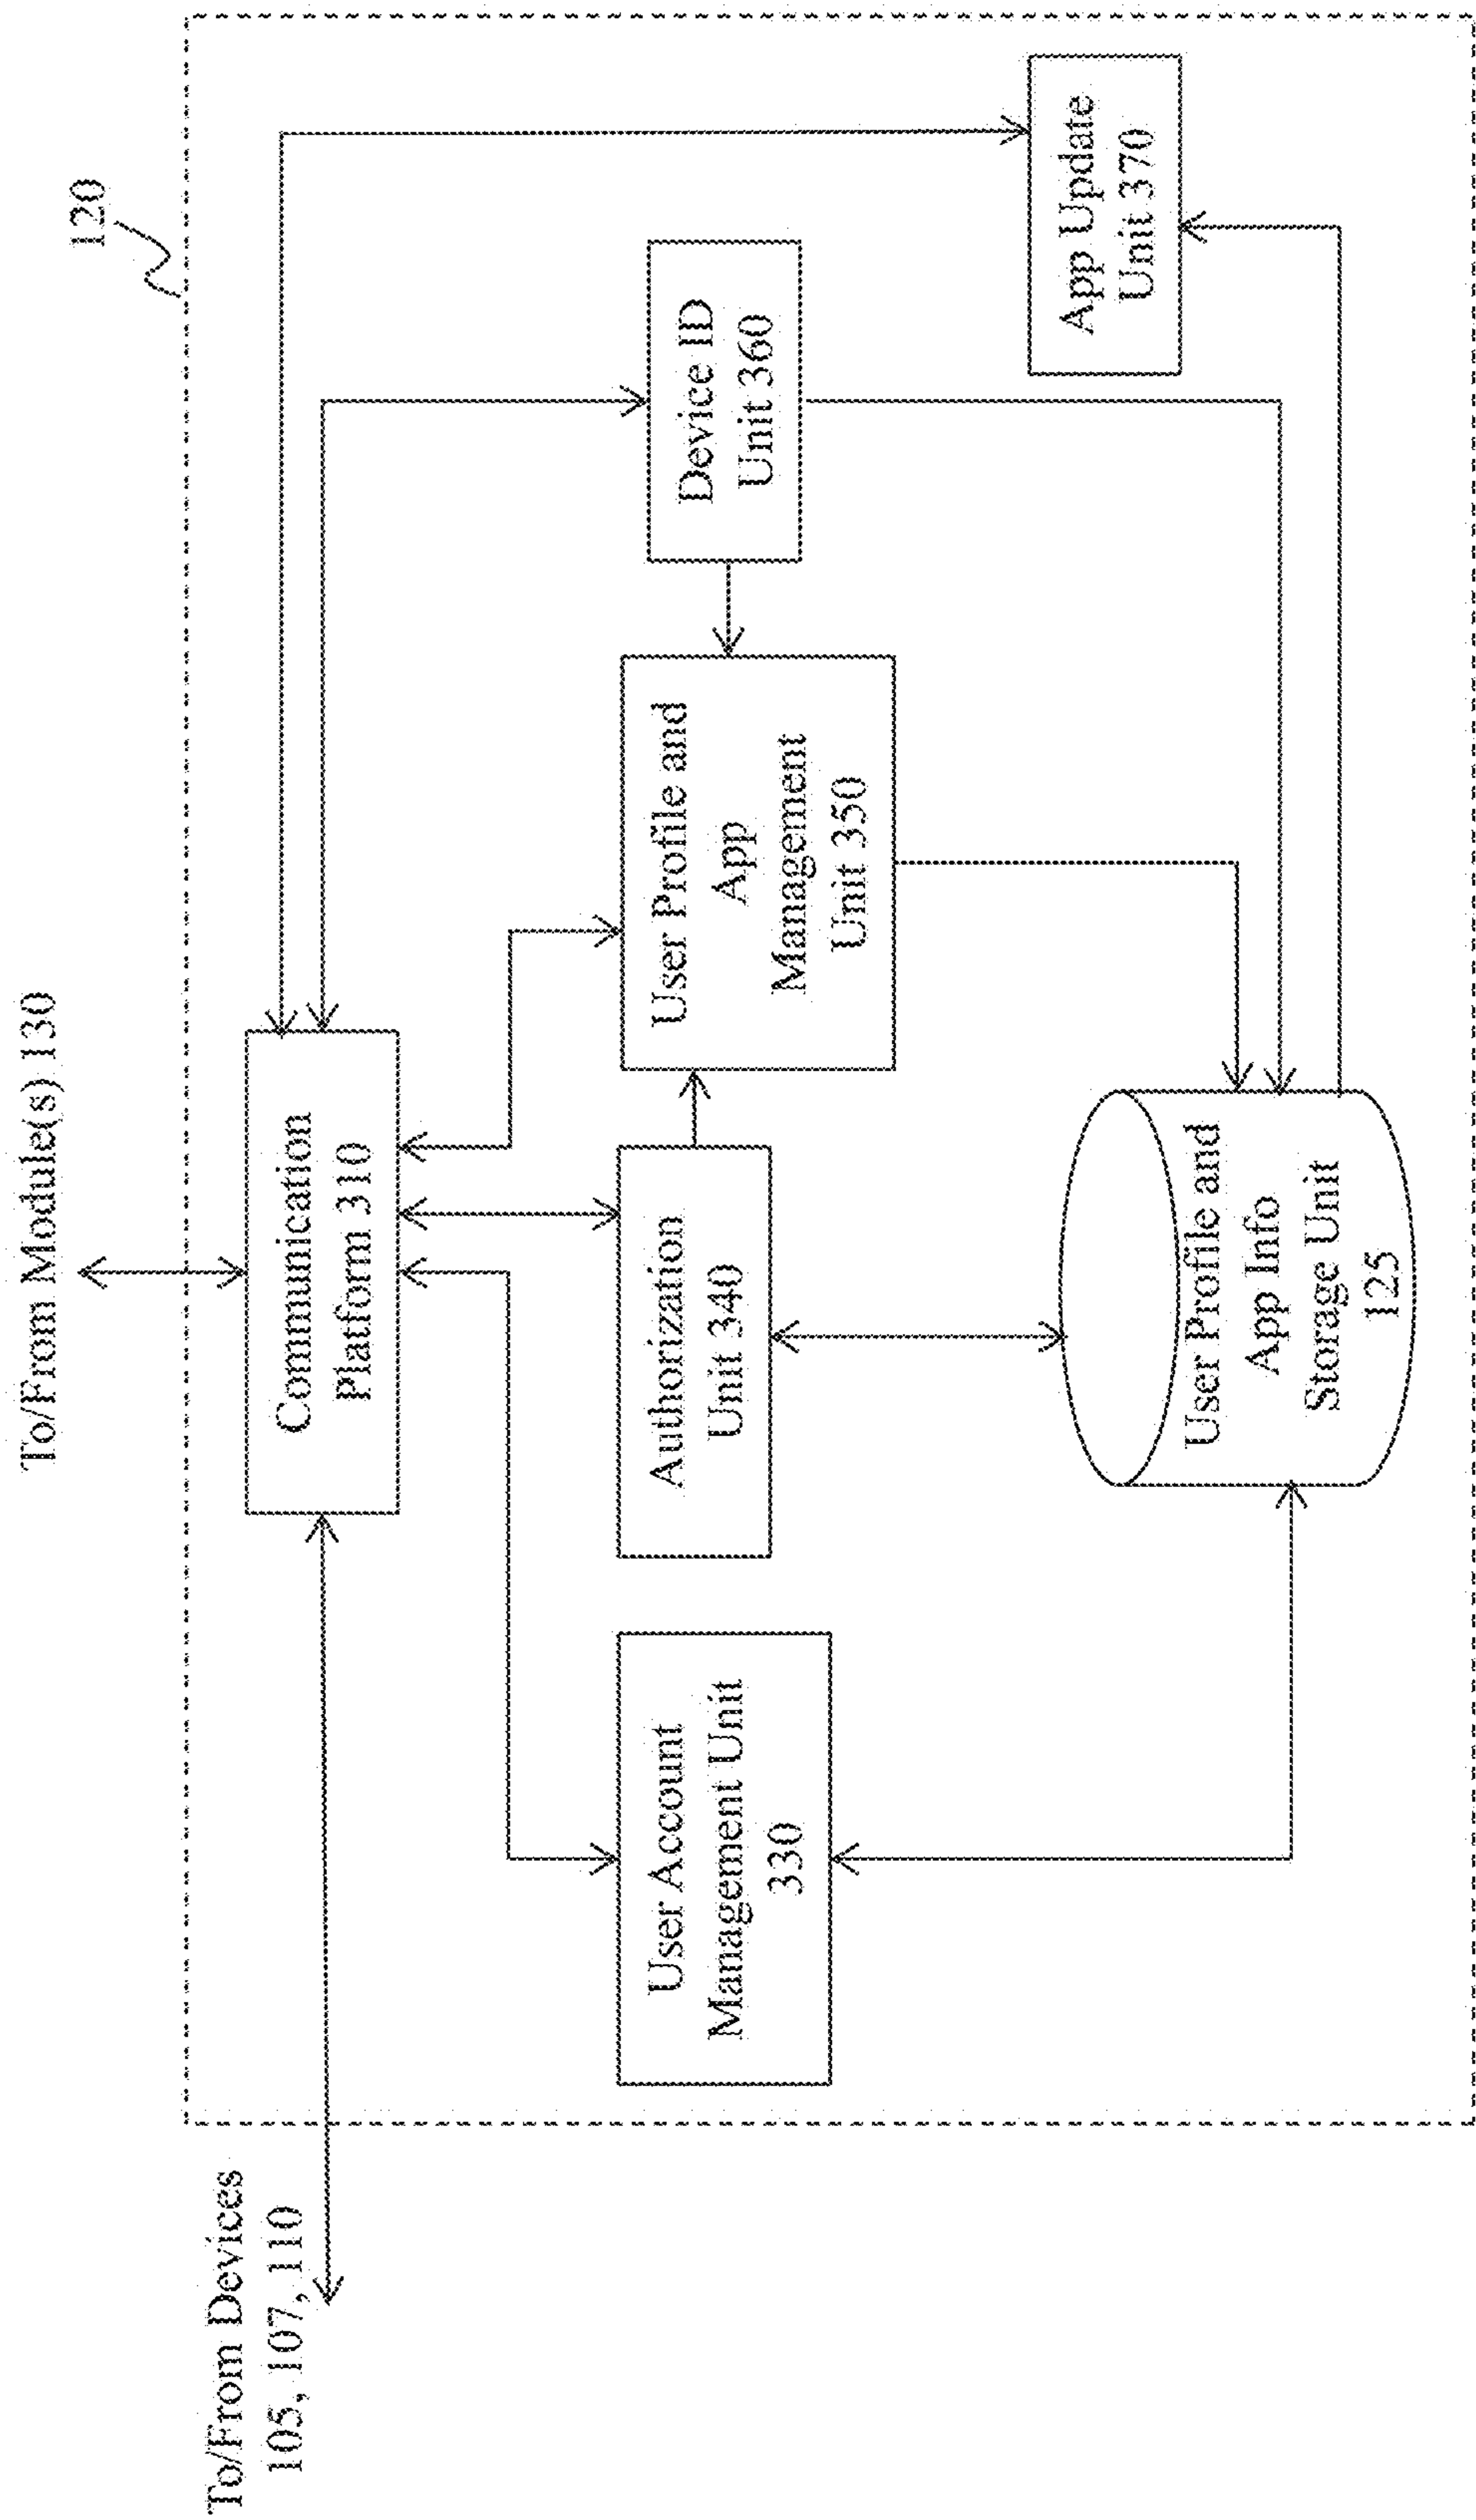 To/From Module(s) 130
120
To/From Devices
105, 107, 110
Communication
Platform 310
User Account
Management Unit
330
Authorization
Unit 340
User Profile and
App
Management
Unit 350
Device ID
Unit 360
App Update
Unit 370
User Profile and
App Info
Storage Unit
125